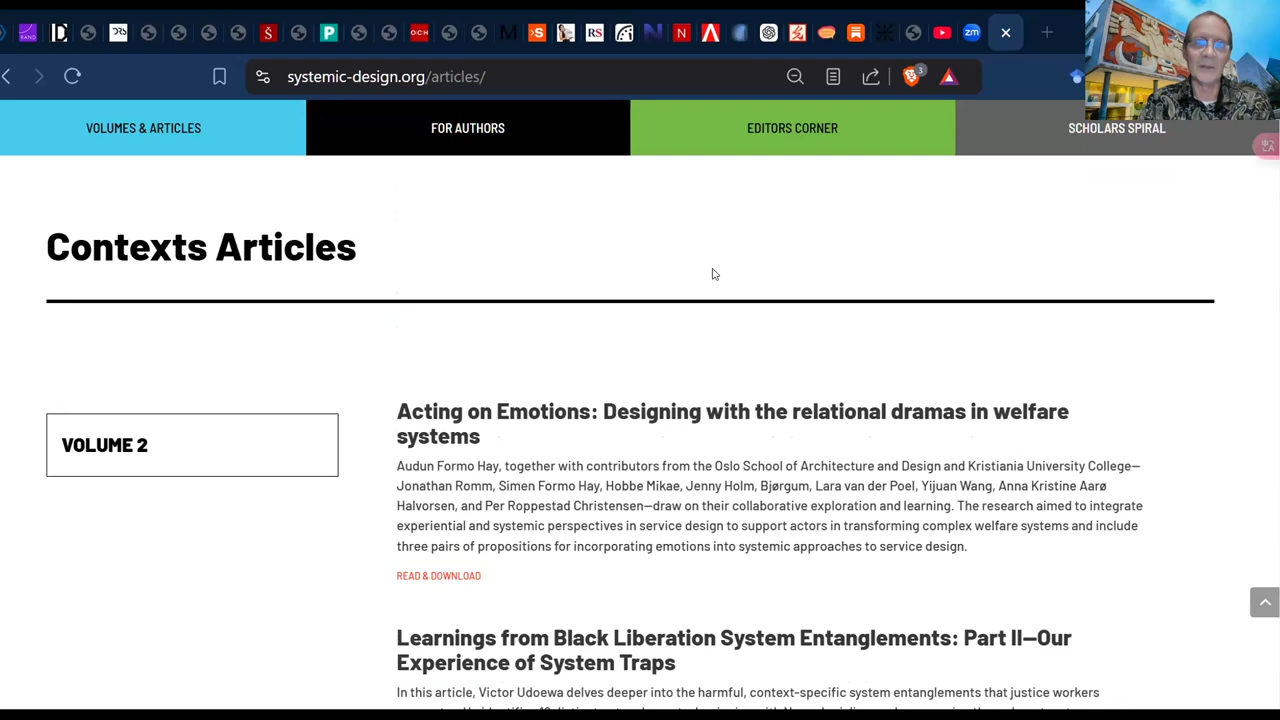 systemic-design.org/articles/
3
VOLUMES & ARTICLES
FOR AUTHORS
EDITORS CORNER
SCHOLARS SPIRAL
Contexts Articles
VOLUME 2
Acting on Emotions: Designing with the relational dramas in welfare
systems
Audun Formo Hay, together with contributors from the Oslo School of Architecture and Design and Kristiania University College—
Jonathan Romm, Simen Formo Hay, Hobbe Mikae, Jenny Holm, Bjørgum, Lara van der Poel, Yijuan Wang, Anna Kristine Aarø
Halvorsen, and Per Roppestad Christensen—draw on their collaborative exploration and learning. The research aimed to integrate
experiential and systemic perspectives in service design to support actors in transforming complex welfare systems and include
three pairs of propositions for incorporating emotions into systemic approaches to service design.
READ & DOWNLOAD
Learnings from Black Liberation System Entanglements: Part II—Our
Experience of System Traps
In this article, Victor Udoewa delves deeper into the harmful, context-specific system entanglements that justice workers